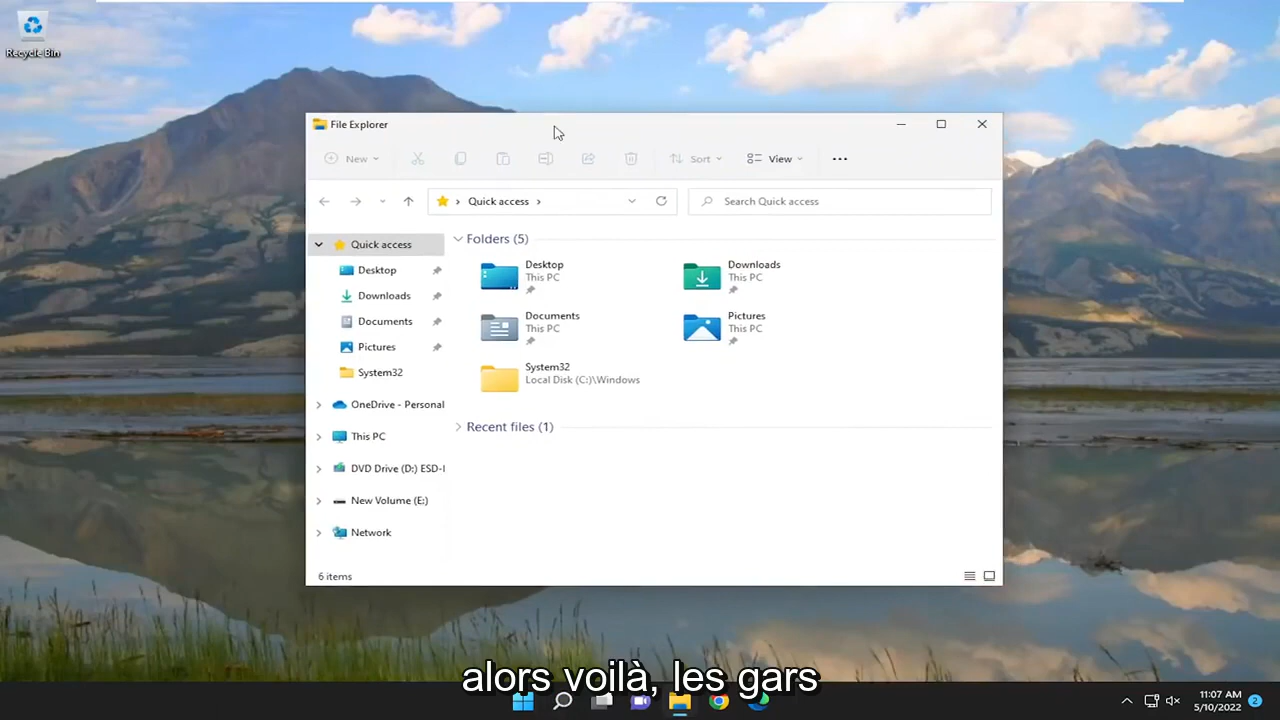 Recycle Bin
File Explorer
New
Sort
View
Quick access
Search Quick access
Quick access
Desktop
Downloads
Documents
Pictures
System32
OneDrive - Personal
This PC
DVD Drive (D:) ESD-I
New Volume (E:)
Network
Folders (5)
Desktop
This PC
Downloads
This PC
Documents
This PC
Pictures
This PC
System32
Local Disk (C:)\Windows
Recent files (1)
6 items
alors voilà, les gars
11:07 AM
5/10/2022
2